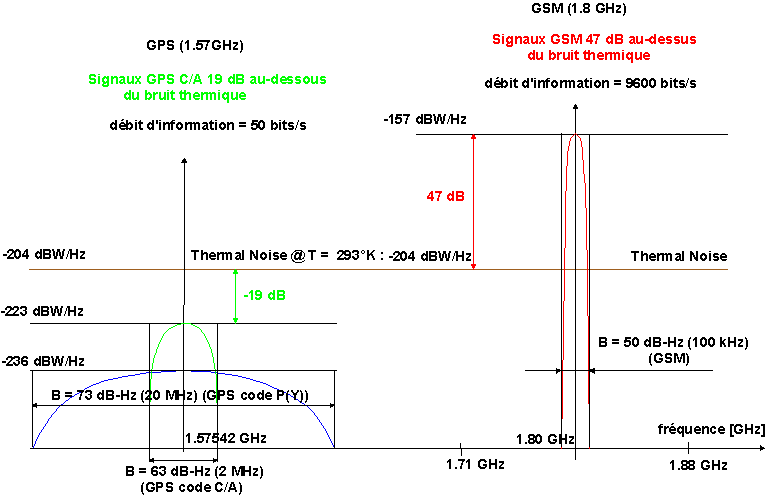 GSM (1.8 GHz)
GPS (1.57GHz)
Signaux GSM 47 dB au-dessus
du bruit thermique
Signaux GPS C/A 19 dB au-dessous
du bruit thermique
débit d'information = 9600 bits/s
débit d'information = 50 bits/s
-157 dBW/Hz
47 dB
-204 dBW/Hz
Thermal Noise @ T = 293°K : -204 dBW/Hz
Thermal Noise
-19 dB
-223 dBW/Hz
B = 50 dB-Hz (100 kHz)
(GSM)
-236 dBW/Hz
B = 73 dB-Hz (20 MHz) (GPS code P(Y))
1.57542 GHz
1.80 GHz
fréquence [GHz]
B = 63 dB-Hz (2 MHz)
(GPS code C/A)
1.71 GHz
1.88 GHz